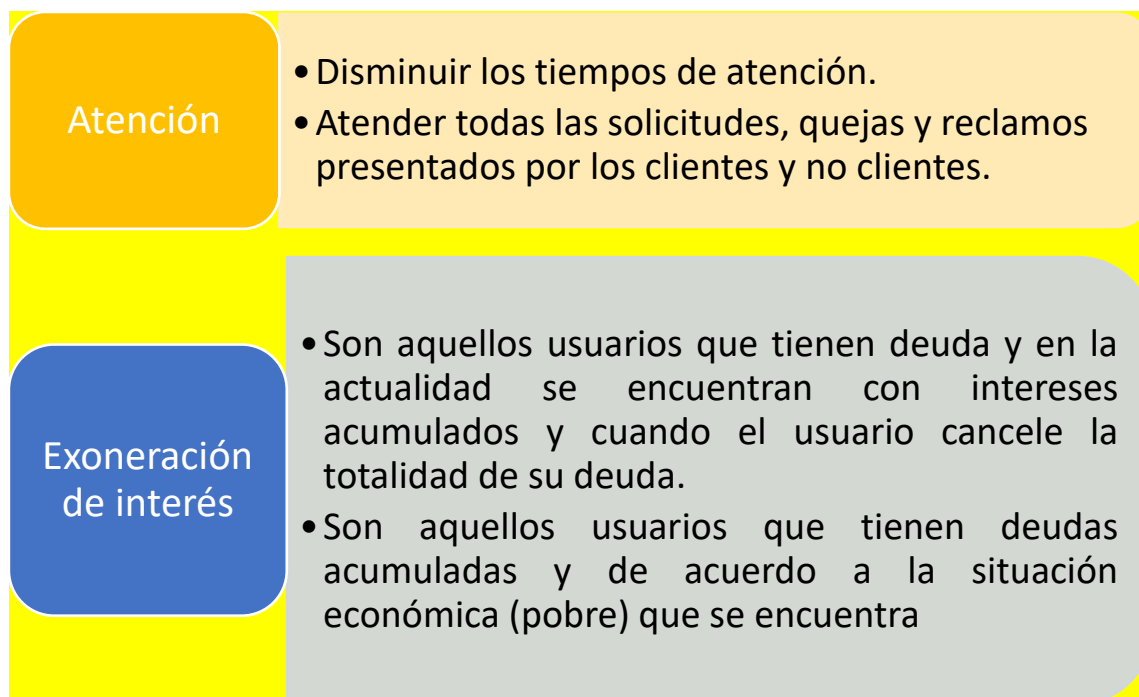 Atención
• Disminuir los tiempos de atención.
• Atender todas las solicitudes, quejas y reclamos
presentados por los clientes y no clientes.
Exoneración
de interés
• Son aquellos usuarios que tienen deuda y en la
actualidad se encuentran con intereses
acumulados y cuando el usuario cancele la
totalidad de su deuda.
• Son aquellos usuarios que tienen deudas
acumuladas y de acuerdo a la situación
económica (pobre) que se encuentra